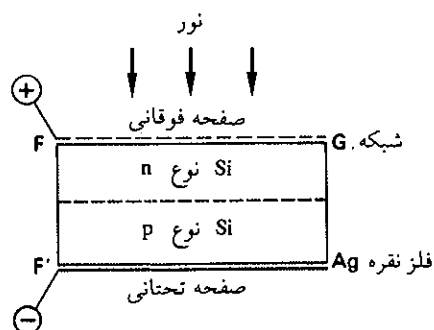 نور
+
صفحه فوقانی
F
G.شبکه
Si نوع n
Si نوع p
F'
Ag فلز نقره
صفحه تحتانی
−